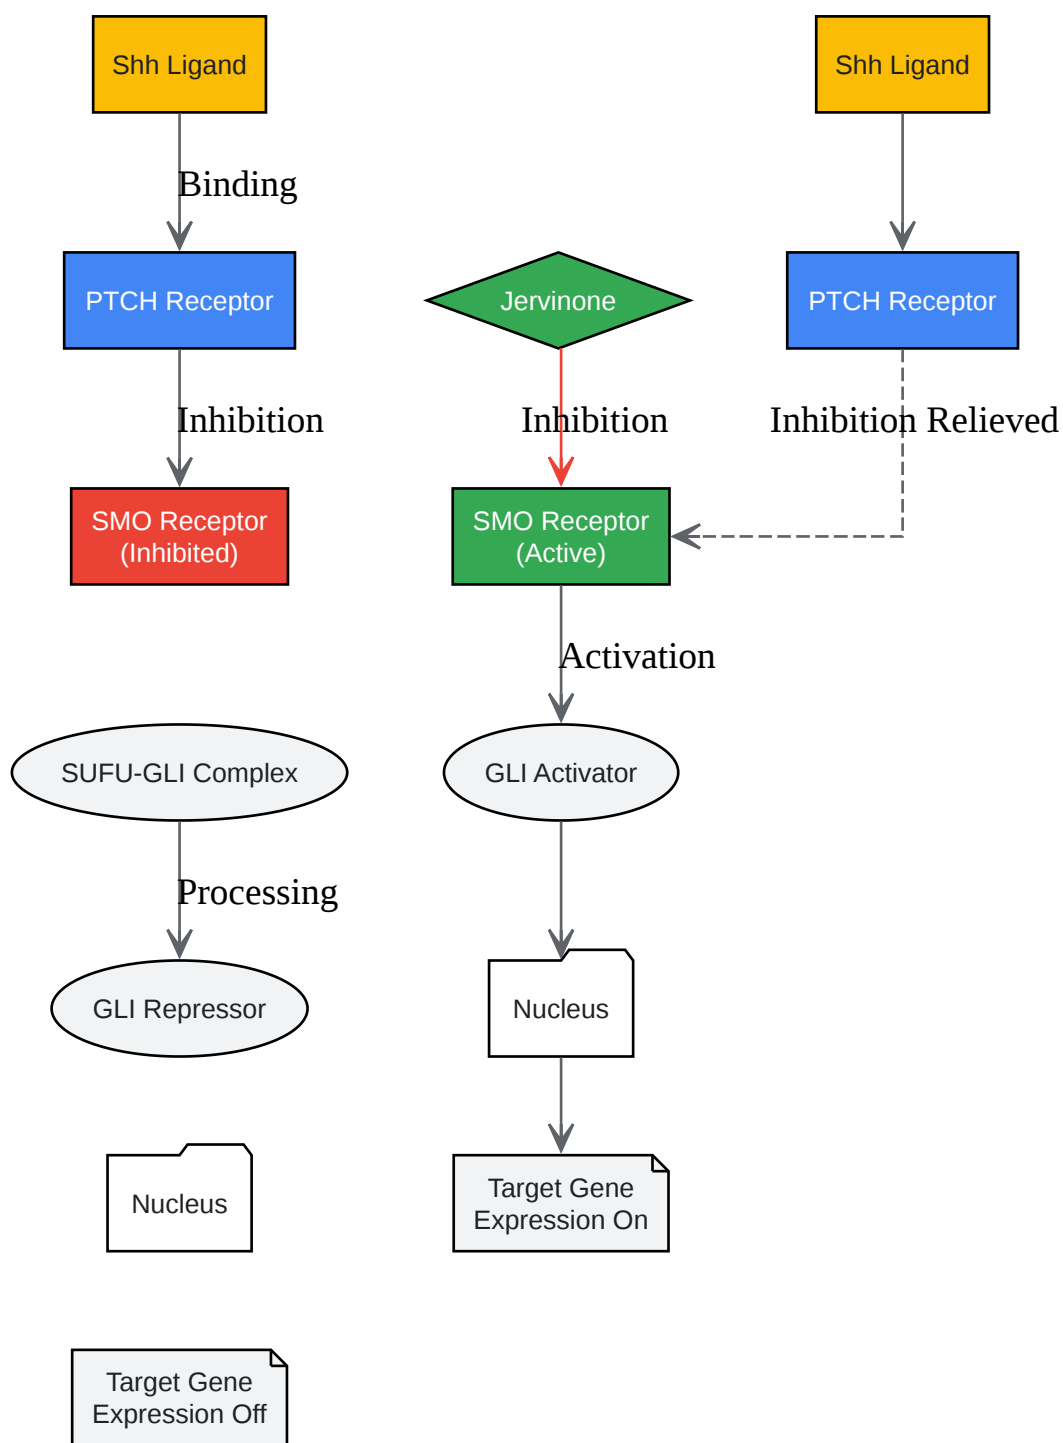 Shh Ligand
Shh Ligand
Binding
PTCH Receptor
Jervinone
PTCH Receptor
Inhibition
Inhibition
Inhibition Relieved
SMO Receptor
(Inhibited)
SMO Receptor
(Active)
Activation
SUFU-GLI Complex
GLI Activator
Processing
GLI Repressor
Nucleus
Nucleus
Target Gene
Expression On
Target Gene
Expression Off